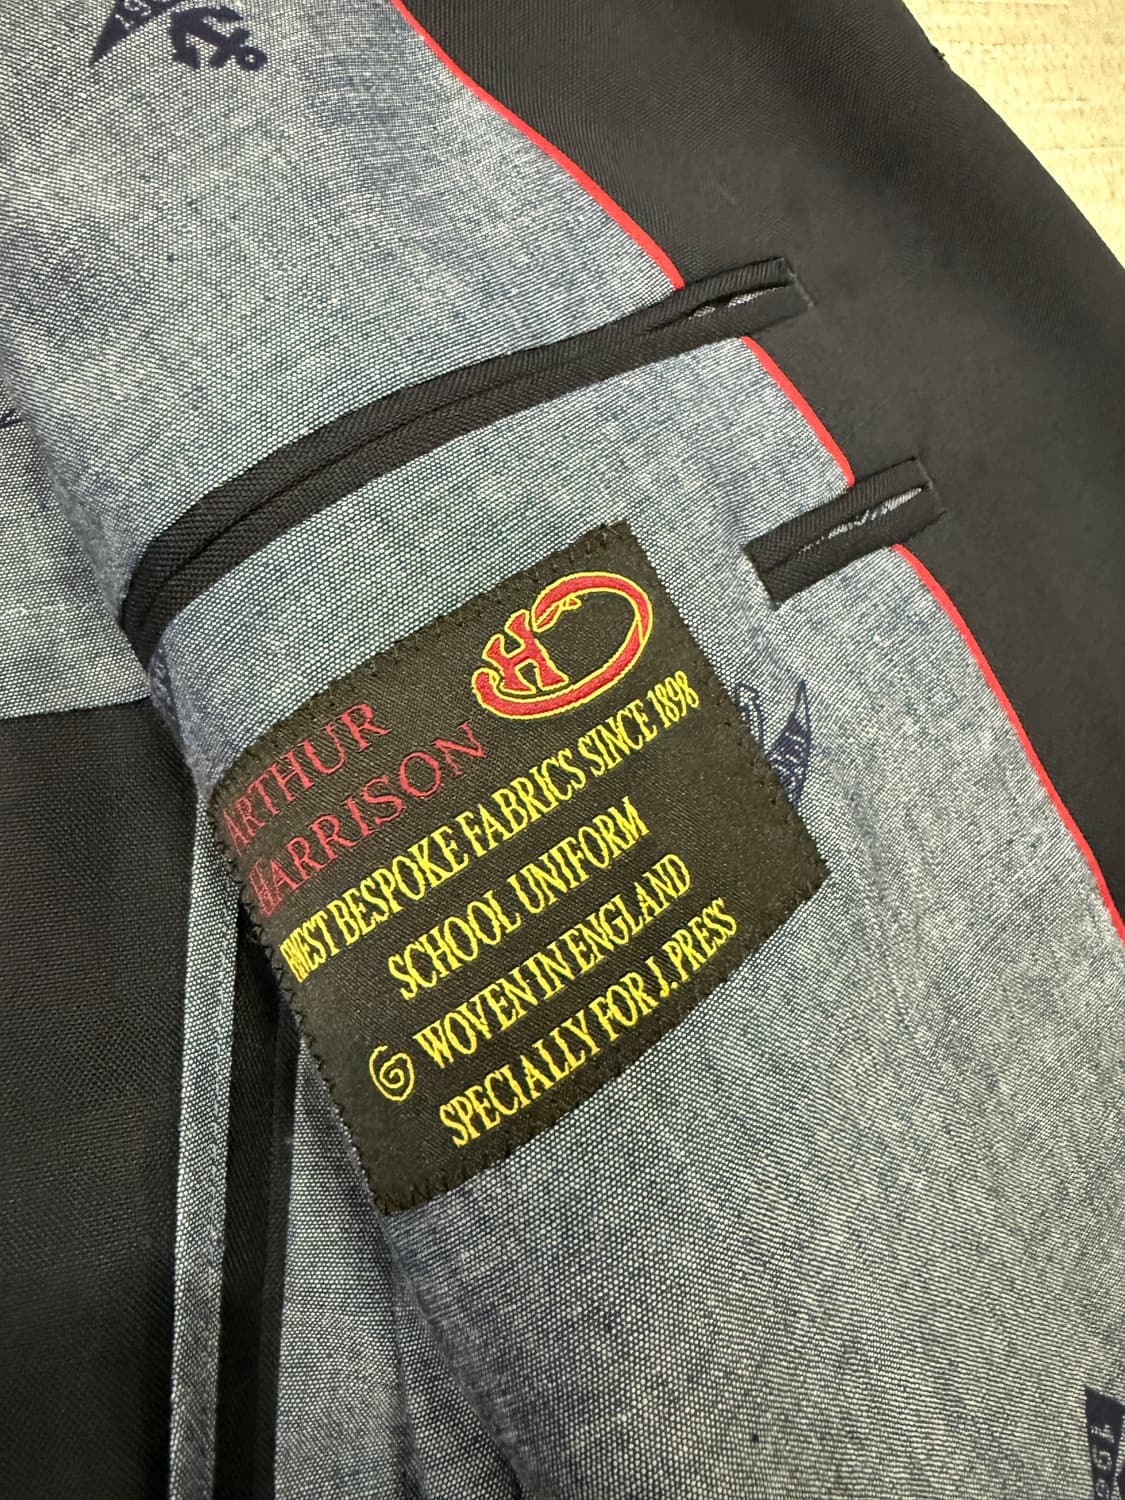 ARTHUR
HARRISON
H
FINEST BESPOKE FABRICS SINCE 1898
SCHOOL UNIFORM
WOVEN IN ENGLAND
SPECIALLY FOR J. PRESS